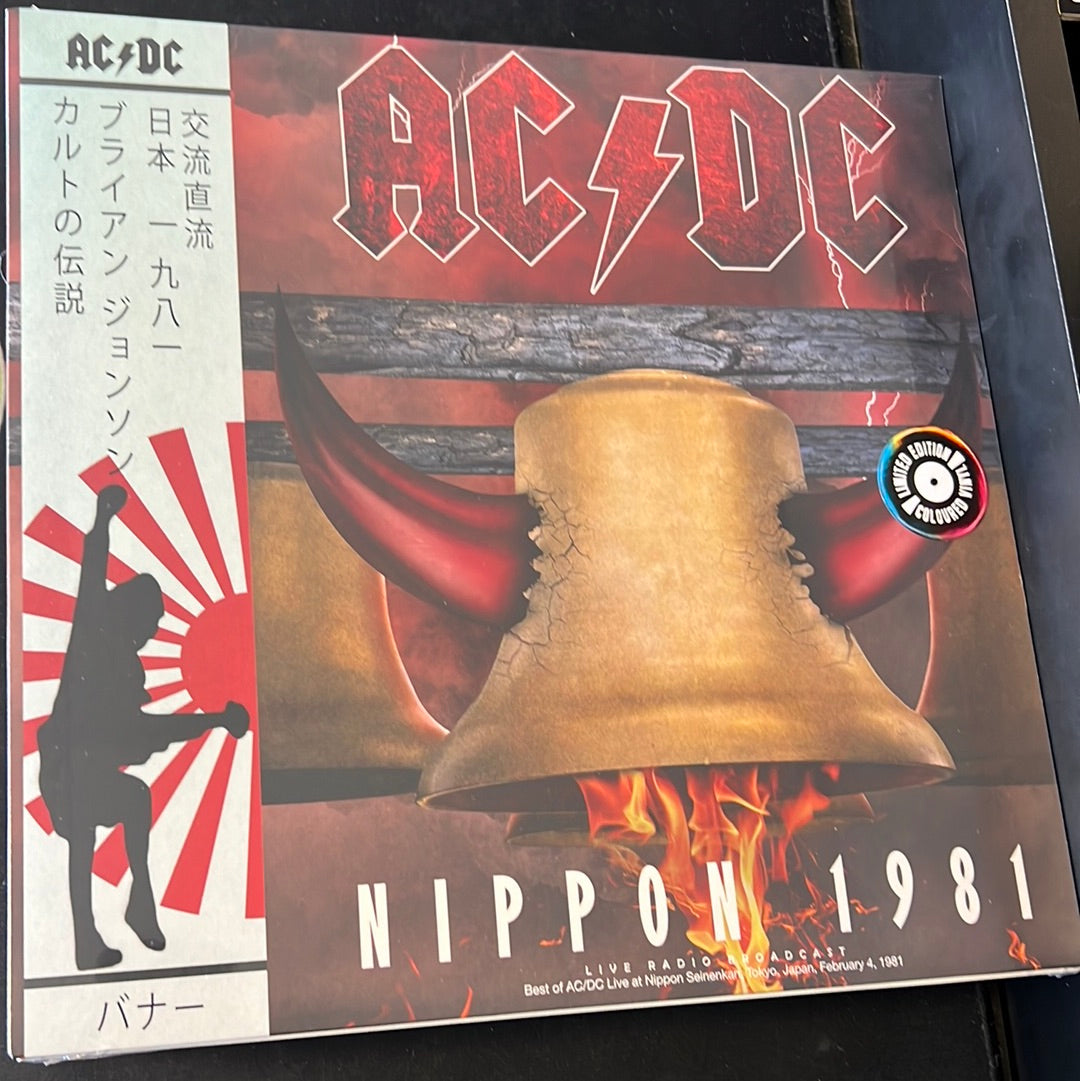 AC⚡DC
交流直流
日本 一九八一
ブライアン ジョンソン
カルトの伝説
バナー
AC⚡DC
LIMITED EDITION
COLOURED VINYL
NIPPON 1981
LIVE RADIO BROADCAST
Best of AC/DC Live at Nippon Seinenkan, Tokyo, Japan, February 4, 1981